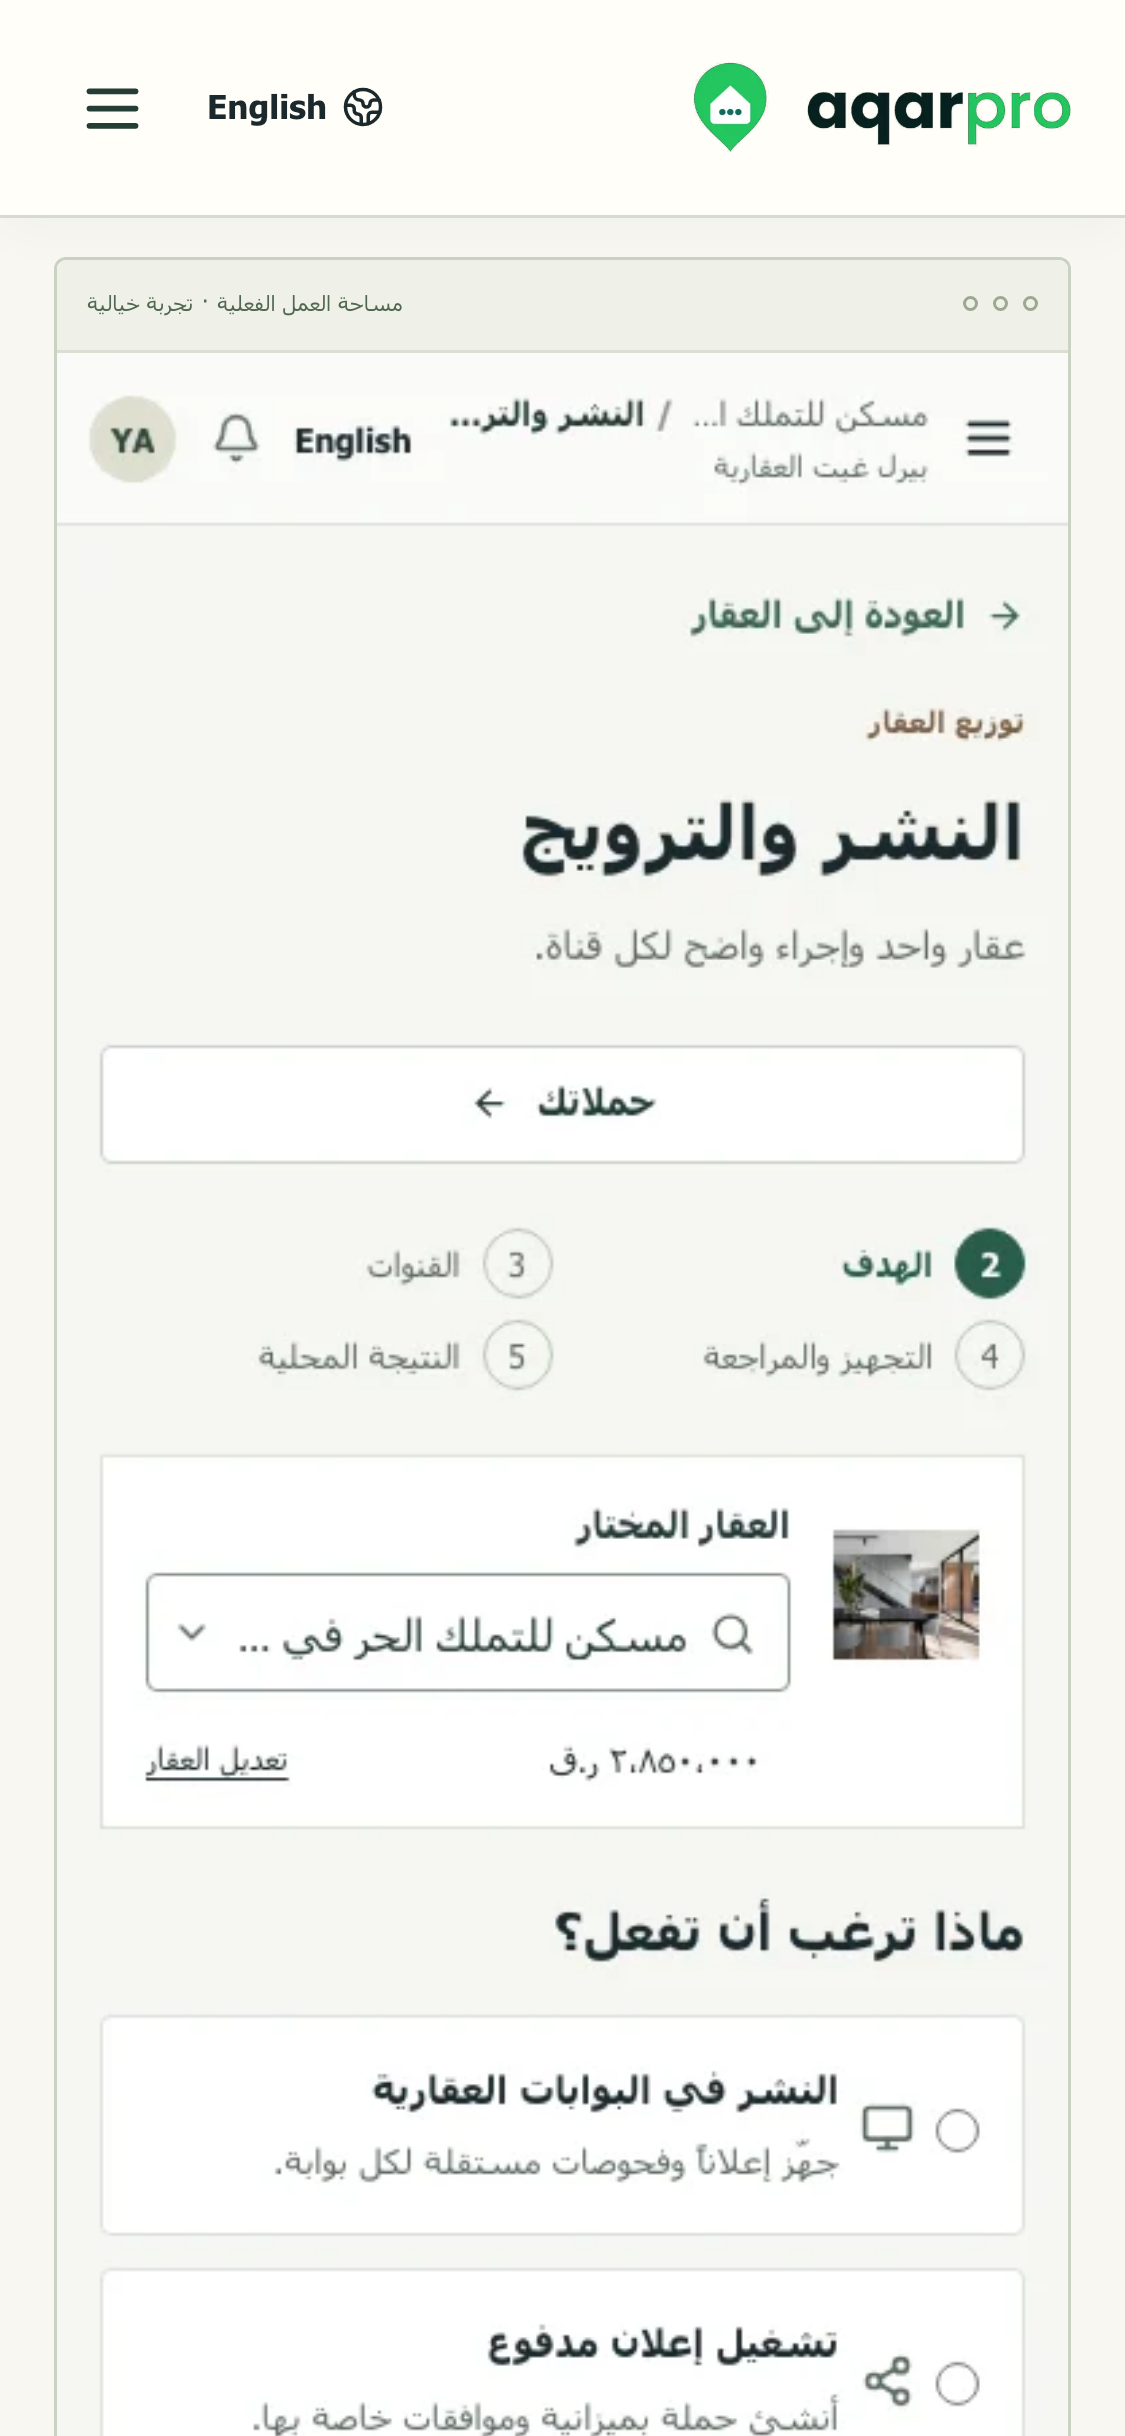 aqarpro
English
مساحة العمل الفعلية · تجربة خيالية
مسكن للتملك ا... / النشر والتر...
بيرل غيت العقارية
English
YA
العودة إلى العقار
توزيع العقار
النشر والترويج
عقار واحد وإجراء واضح لكل قناة.
حملاتك
2 الهدف
3 القنوات
4 التجهيز والمراجعة
5 النتيجة المحلية
العقار المختار
مسكن للتملك الحر في ...
٢،٨٥٠،٠٠٠ ر.ق
تعديل العقار
ماذا ترغب أن تفعل؟
النشر في البوابات العقارية
جهّز إعلاناً وفحوصات مستقلة لكل بوابة.
تشغيل إعلان مدفوع
أنشئ حملة بميزانية وموافقات خاصة بها.